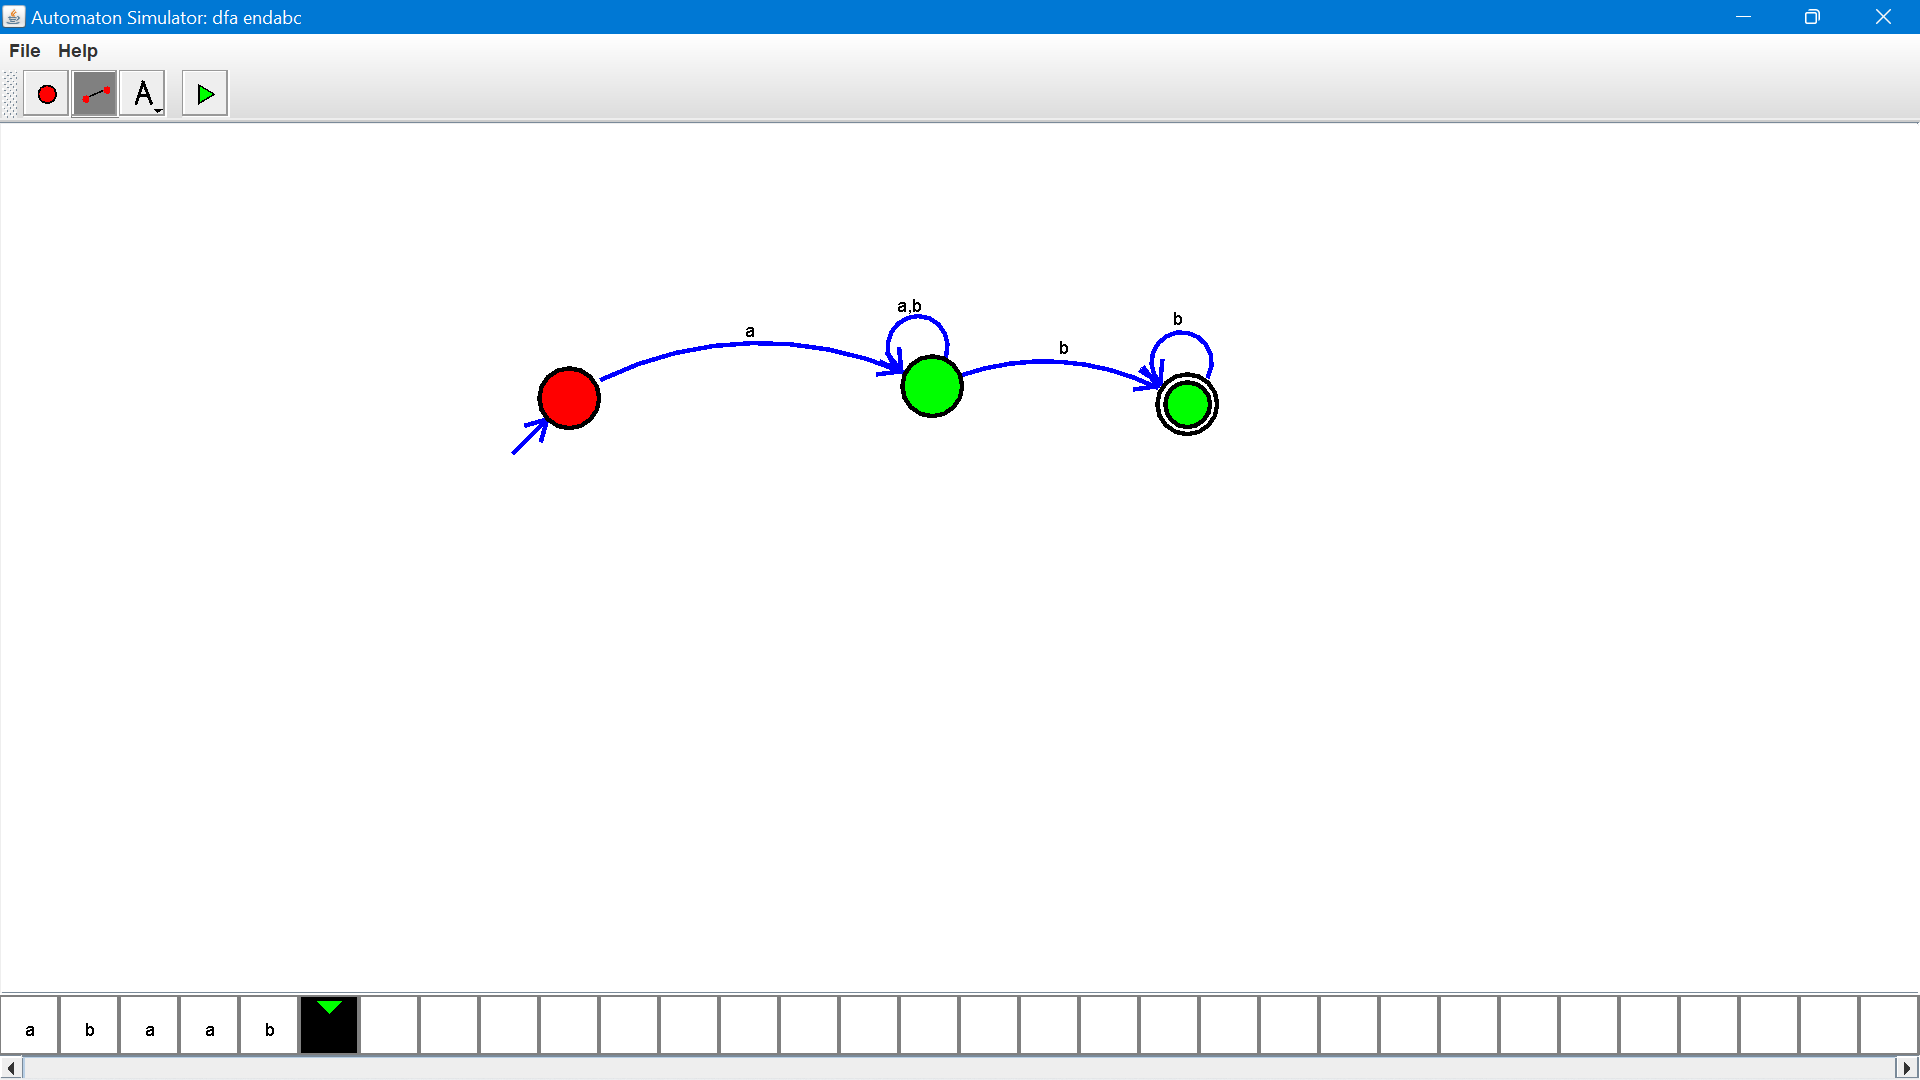 Automaton Simulator: dfa endabc
File Help
A
a,b
b
a
b
a b a a b